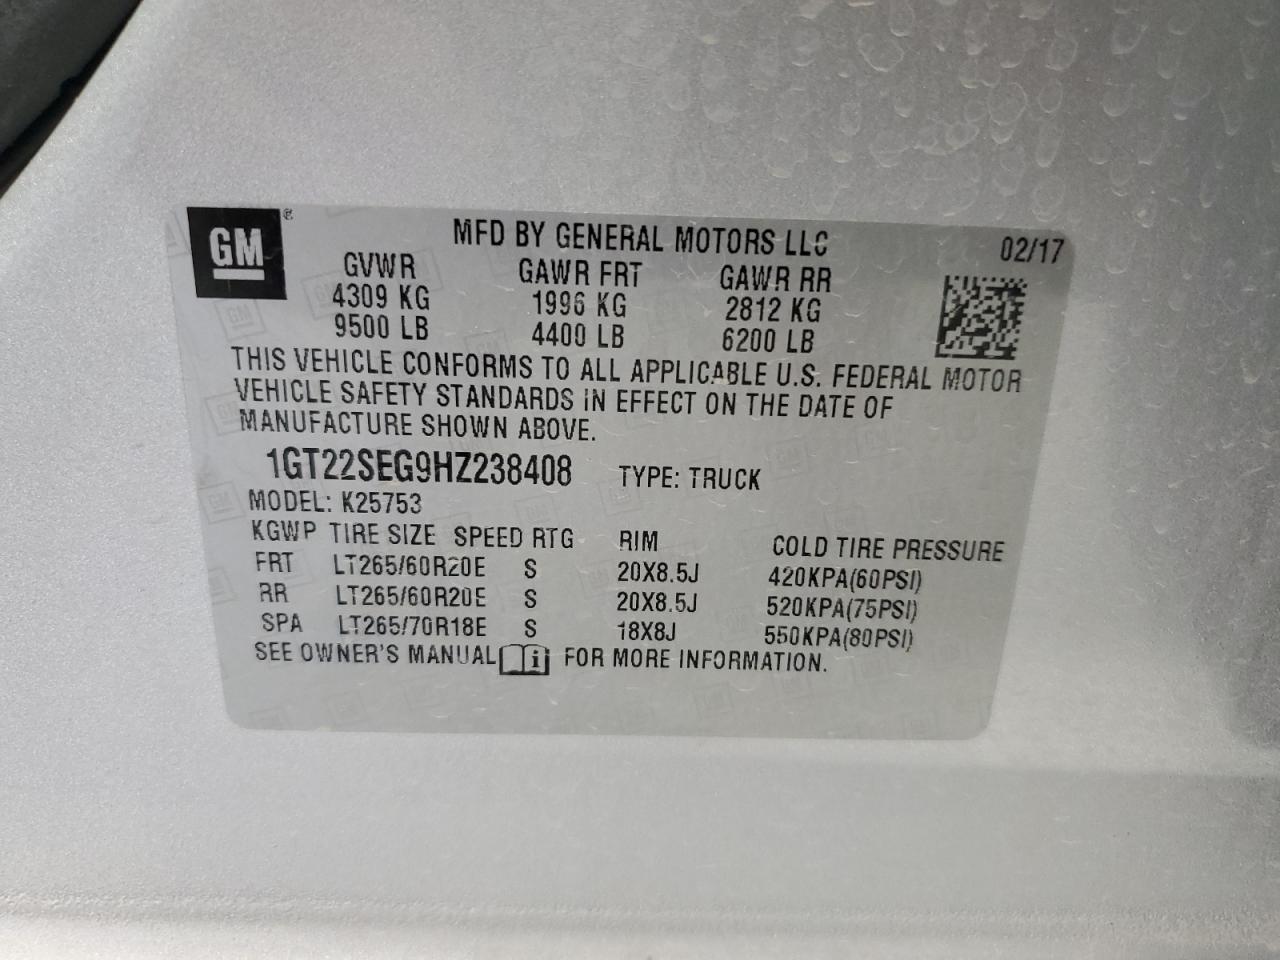 GM ®
MFD BY GENERAL MOTORS LLC 02/17
GVWR GAWR FRT GAWR RR
4309 KG 1996 KG 2812 KG
9500 LB 4400 LB 6200 LB
THIS VEHICLE CONFORMS TO ALL APPLICABLE U.S. FEDERAL MOTOR
VEHICLE SAFETY STANDARDS IN EFFECT ON THE DATE OF
MANUFACTURE SHOWN ABOVE.
1GT22SEG9HZ238408 TYPE: TRUCK
MODEL: K25753
KGWP TIRE SIZE SPEED RTG RIM COLD TIRE PRESSURE
FRT LT265/60R20E S 20X8.5J 420KPA(60PSI)
RR LT265/60R20E S 20X8.5J 520KPA(75PSI)
SPA LT265/70R18E S 18X8J 550KPA(80PSI)
SEE OWNER'S MANUAL i FOR MORE INFORMATION.